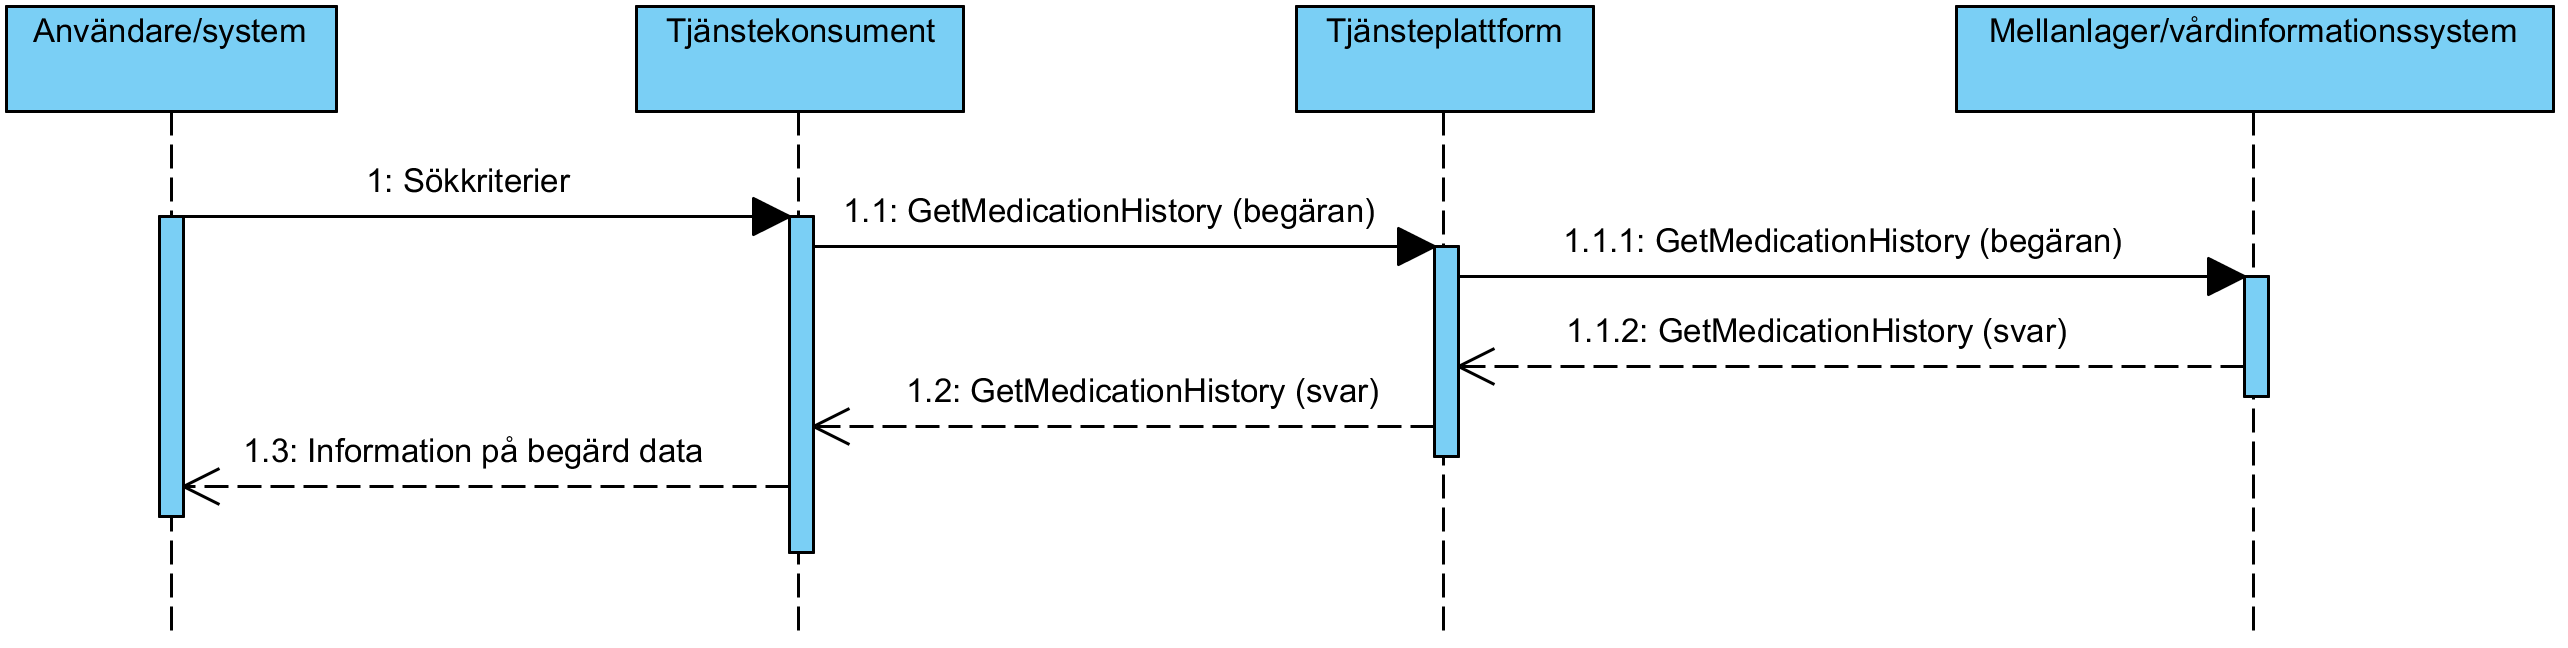 Användare/system
Tjänstekonsument
Tjänsteplattform
Mellanlager/vårdinformationssystem
1: Sökkriterier
1.1: GetMedicationHistory (begäran)
1.1.1: GetMedicationHistory (begäran)
1.1.2: GetMedicationHistory (svar)
1.2: GetMedicationHistory (svar)
1.3: Information på begärd data